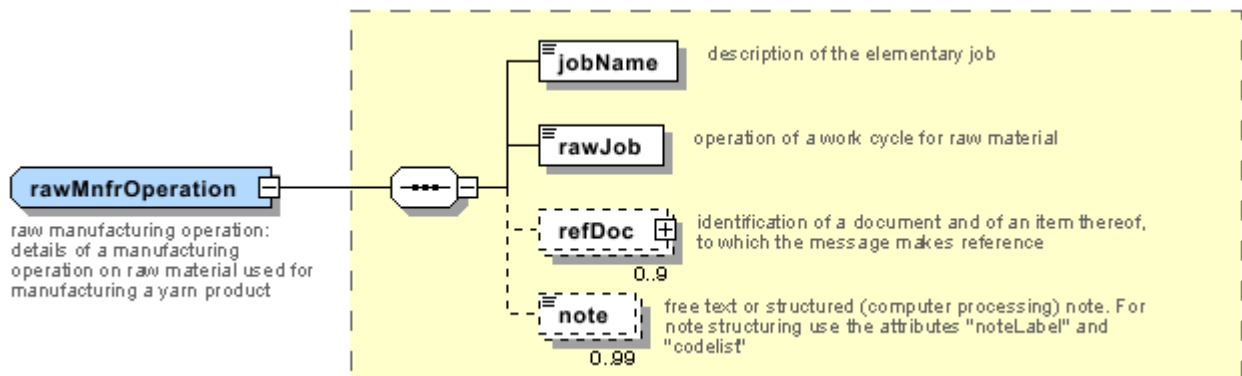 jobName
description of the elementary job
rawJob
operation of a work cycle for raw material
rawMnfrOperation
raw manufacturing operation:
details of a manufacturing
operation on raw material used for
manufacturing a yarn product
refDoc
identification of a document and of an item thereof,
to which the message makes reference
0..9
note
free text or structured (computer processing) note. For
note structuring use the attributes "noteLabel" and
"codelist"
0..99